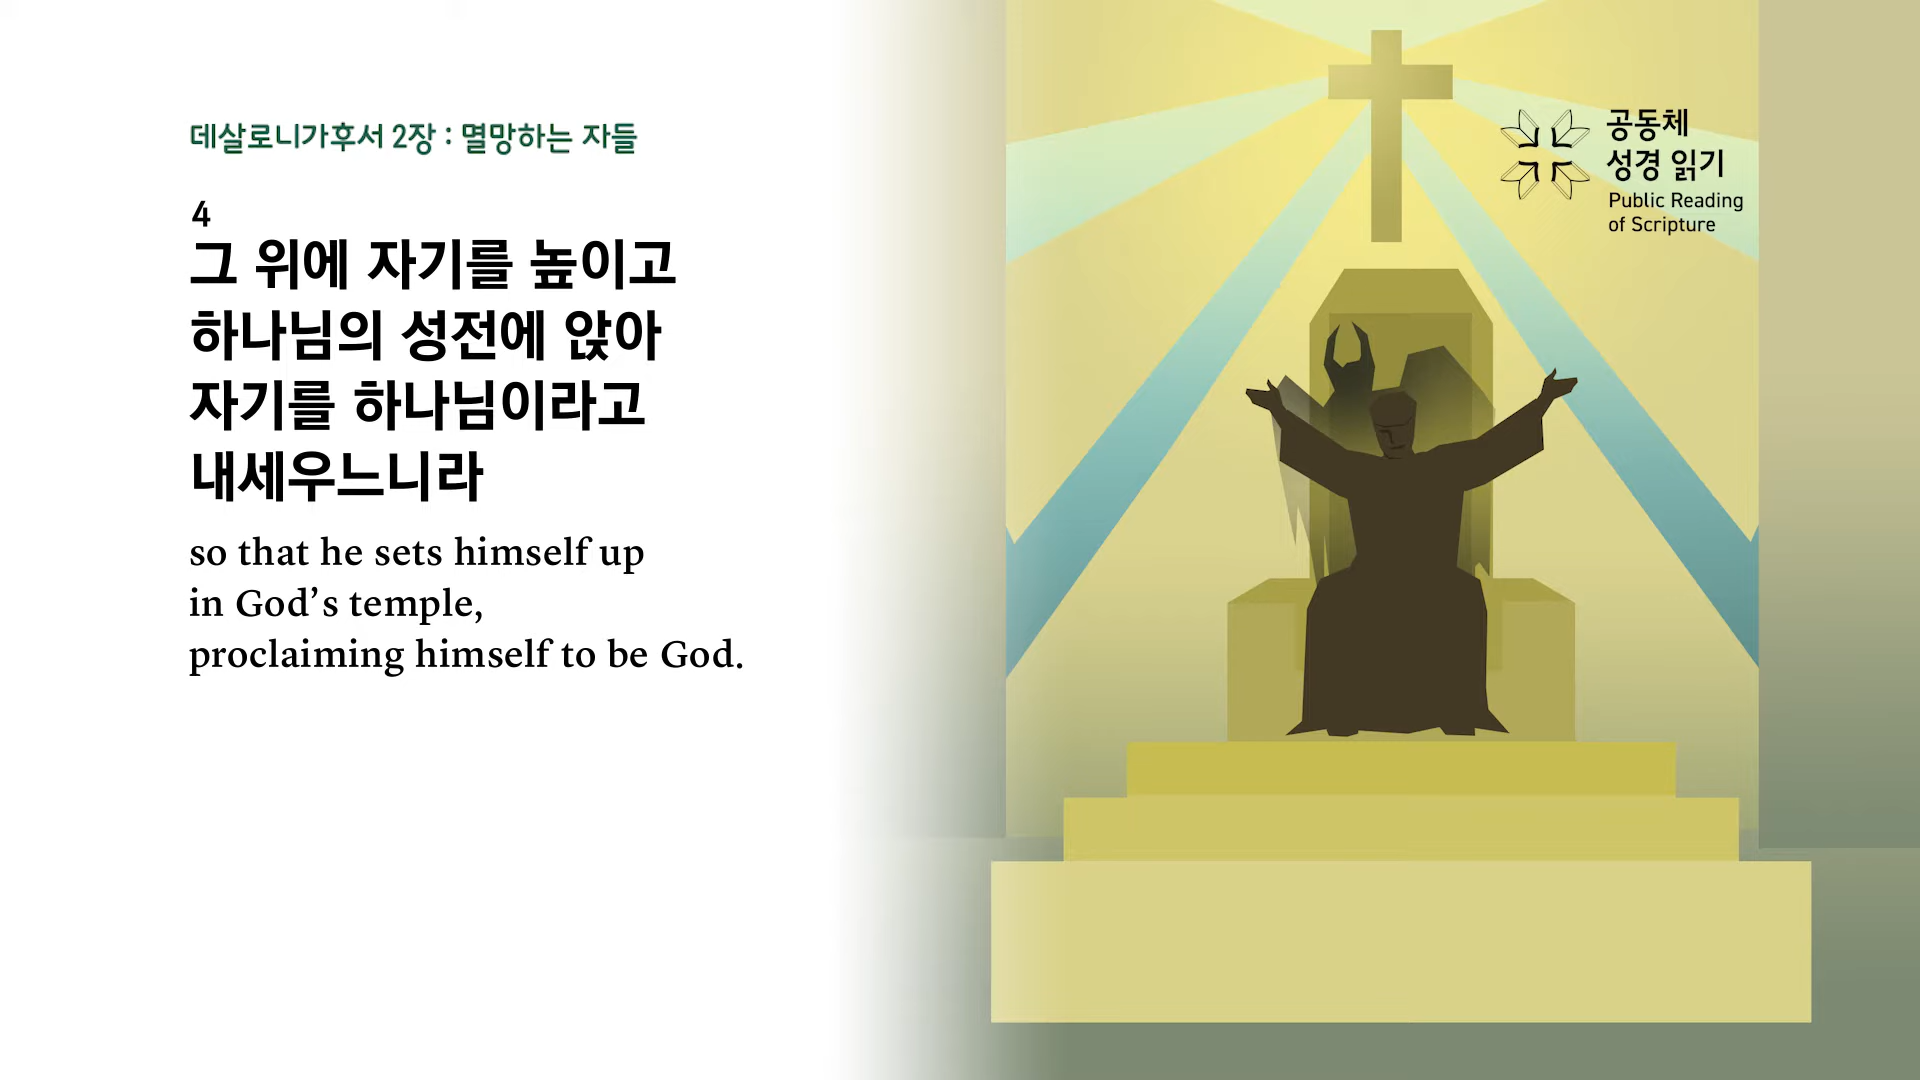 데살로니가후서 2장 : 멸망하는 자들
4
그 위에 자기를 높이고
하나님의 성전에 앉아
자기를 하나님이라고
내세우느니라
so that he sets himself up
in God’s temple,
proclaiming himself to be God.
공동체
성경 읽기
Public Reading
of Scripture